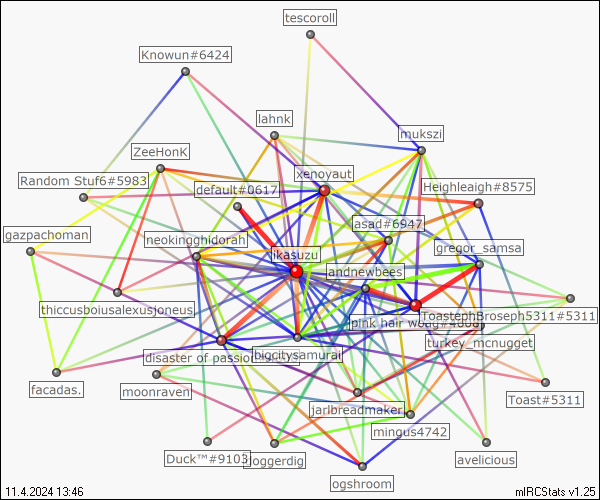 tescoroll
Knowun#6424
lahnk
mukszi
ZeeHonK
xenoyaut
Random Stuf6#5983
default#0617
Heighleaigh#8575
asad#6947
gazpachoman
neokingghidorah
gregor_samsa
ikasuzu
andnewbees
thiccusboiusalexusjoneus
ToastephBroseph5311#5311
pink hair
turkey_mcnugget
disaster of passion
bigcitysamurai
facadas.
moonraven
Toast#5311
jarlbreadmaker
mingus4742
Duck™#9103
loggerdig
avelicious
ogshroom
11.4.2024 13:46
mIRCStats v1.25